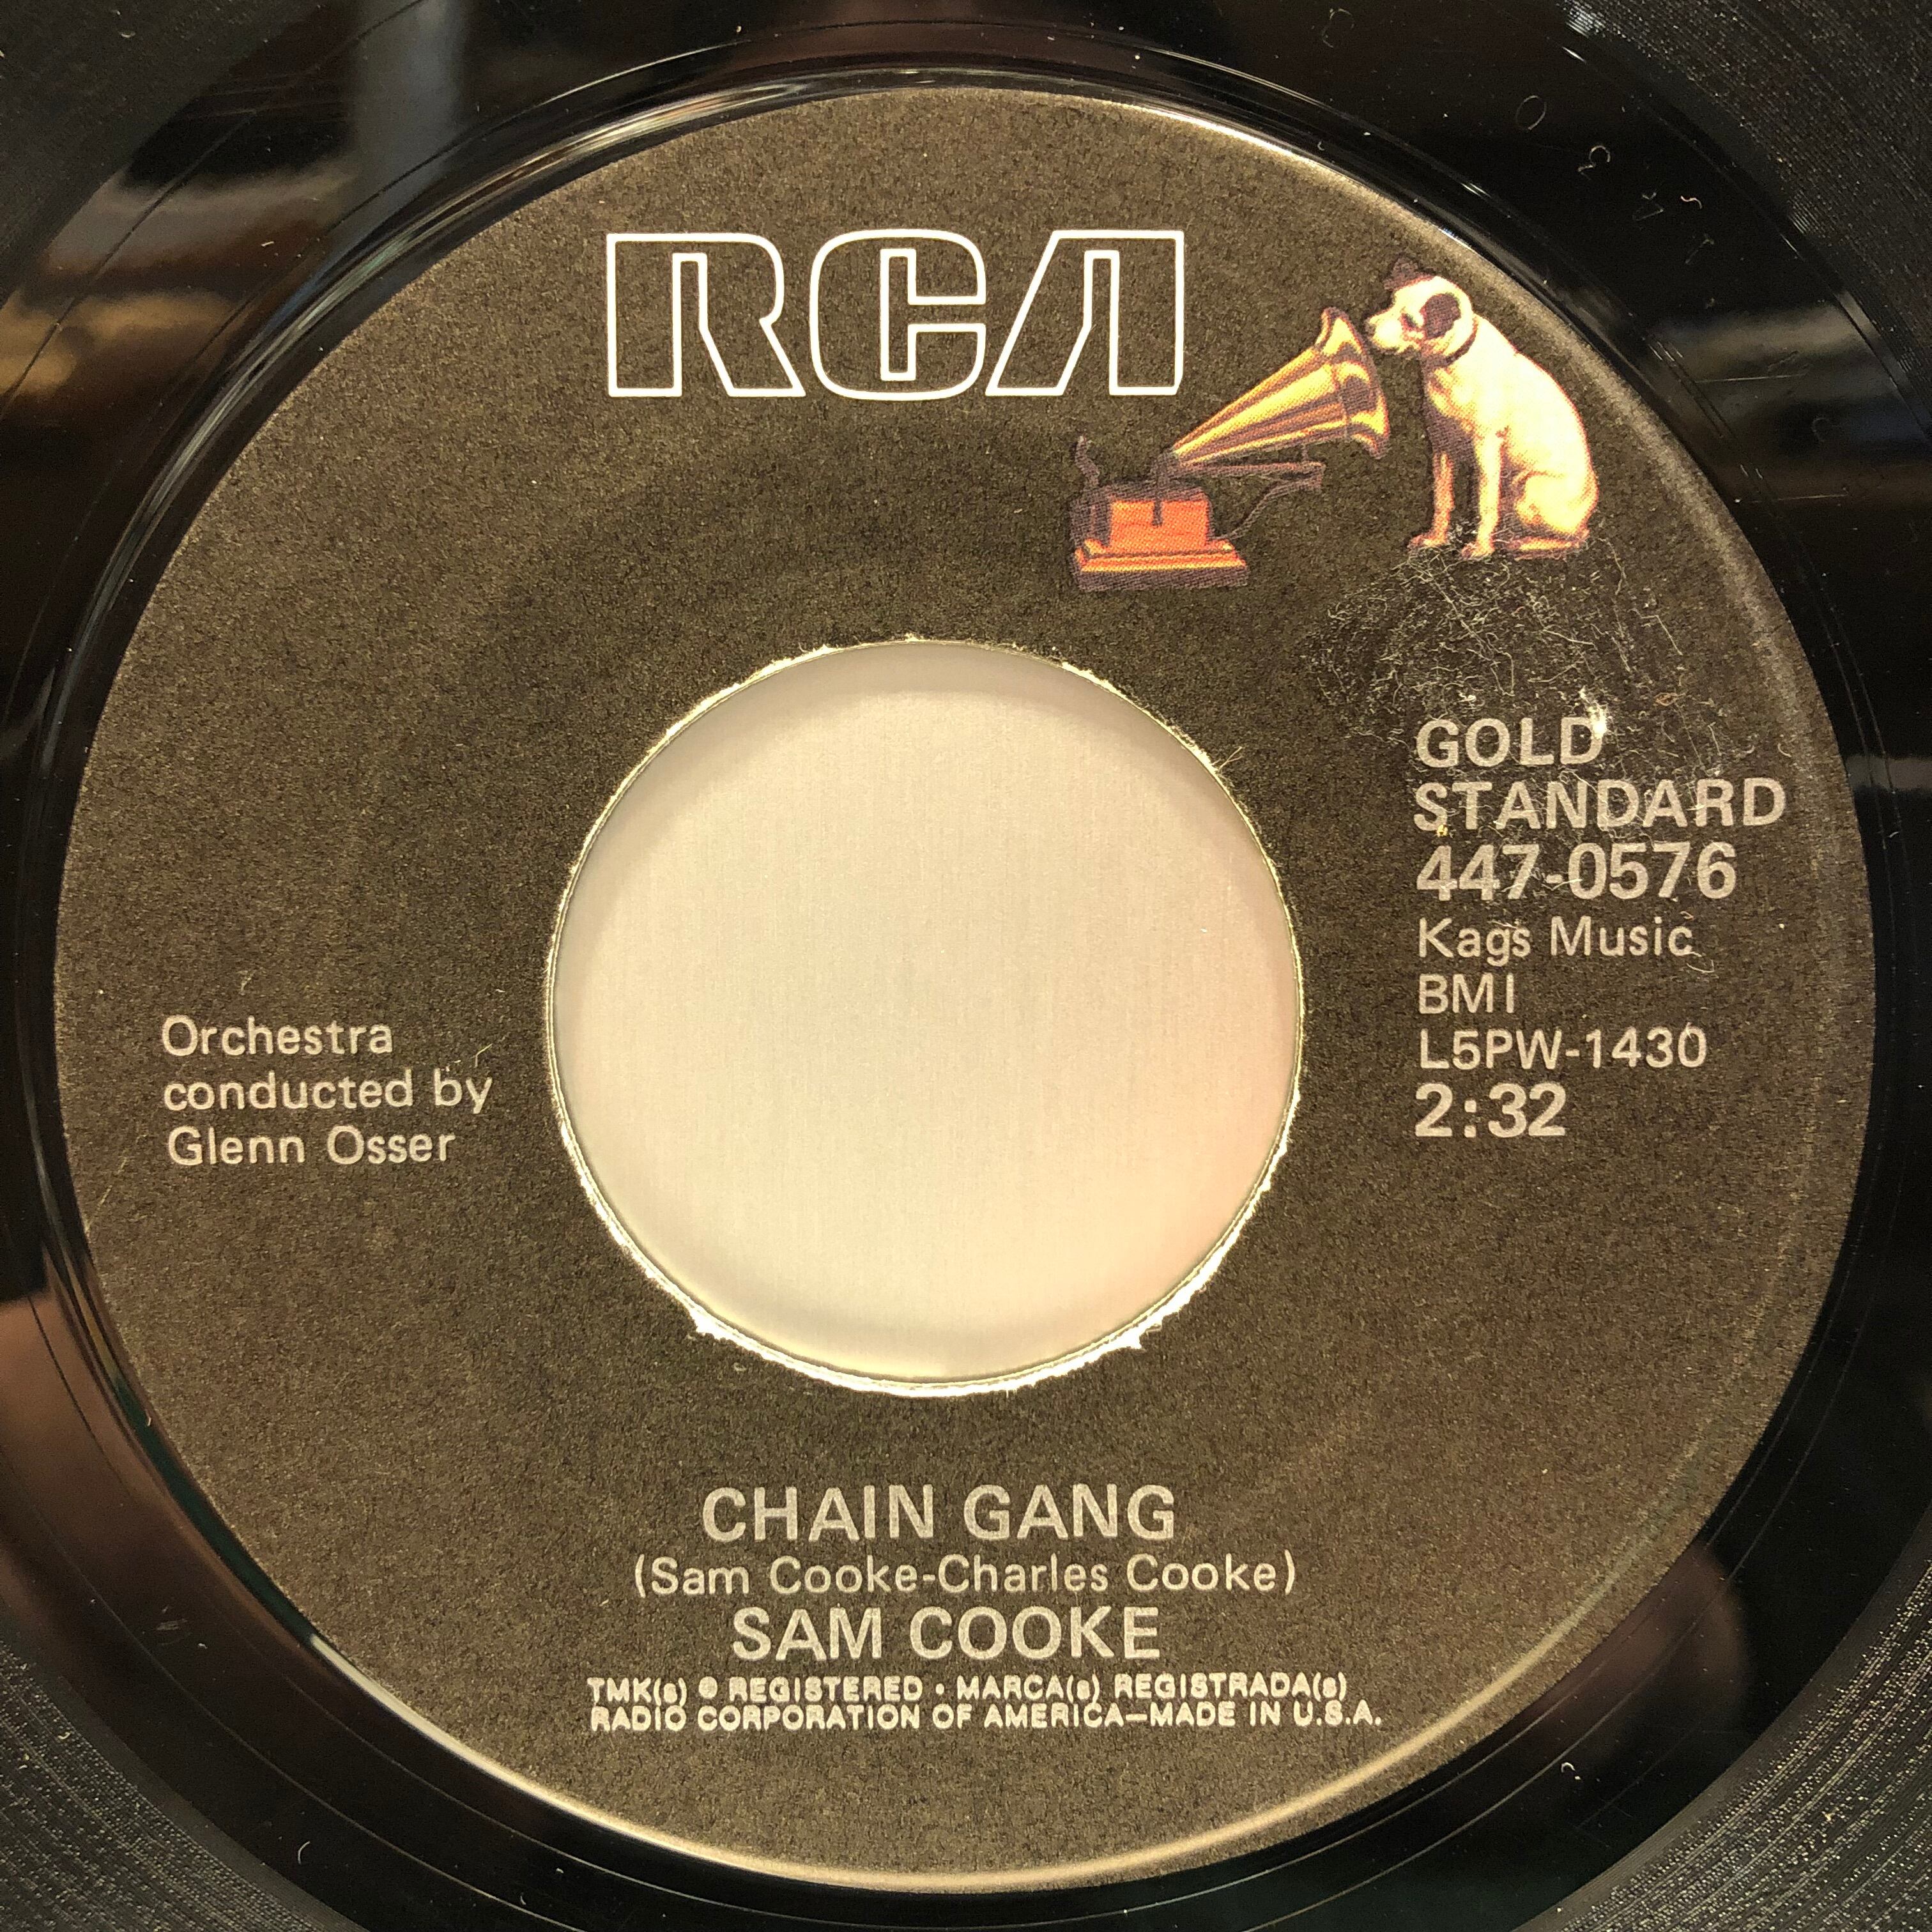 RCA
GOLD
STANDARD
447-0576
Kags Music
BMI
L5PW-1430
2:32
Orchestra
conducted by
Glenn Osser
CHAIN GANG
(Sam Cooke-Charles Cooke)
SAM COOKE
TMK(s) ® REGISTERED • MARCA(s) REGISTRADA(s)
RADIO CORPORATION OF AMERICA—MADE IN U.S.A.